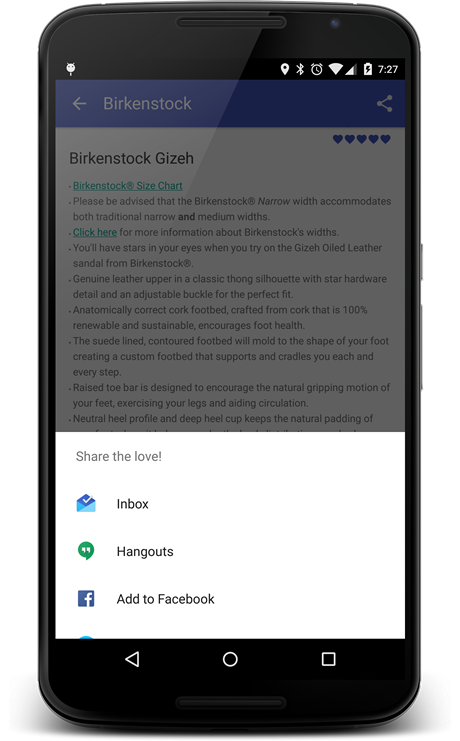 7:27
Birkenstock
Birkenstock Gizeh
Birkenstock® Size Chart
Please be advised that the Birkenstock® Narrow width accommodates
both traditional narrow and medium widths.
Click here for more information about Birkenstock's widths.
You'll have stars in your eyes when you try on the Gizeh Oiled Leather
sandal from Birkenstock®.
Genuine leather upper in a classic thong silhouette with star hardware
detail and an adjustable buckle for the perfect fit.
Anatomically correct cork footbed, crafted from cork that is 100%
renewable and sustainable, encourages foot health.
The suede lined, contoured footbed will mold to the shape of your foot
creating a custom footbed that supports and cradles you each and
every step.
Raised toe bar is designed to encourage the natural gripping motion of
your feet, exercising your legs and aiding circulation.
Neutral heel profile and deep heel cup keeps the natural padding of
Share the love!
Inbox
Hangouts
Add to Facebook